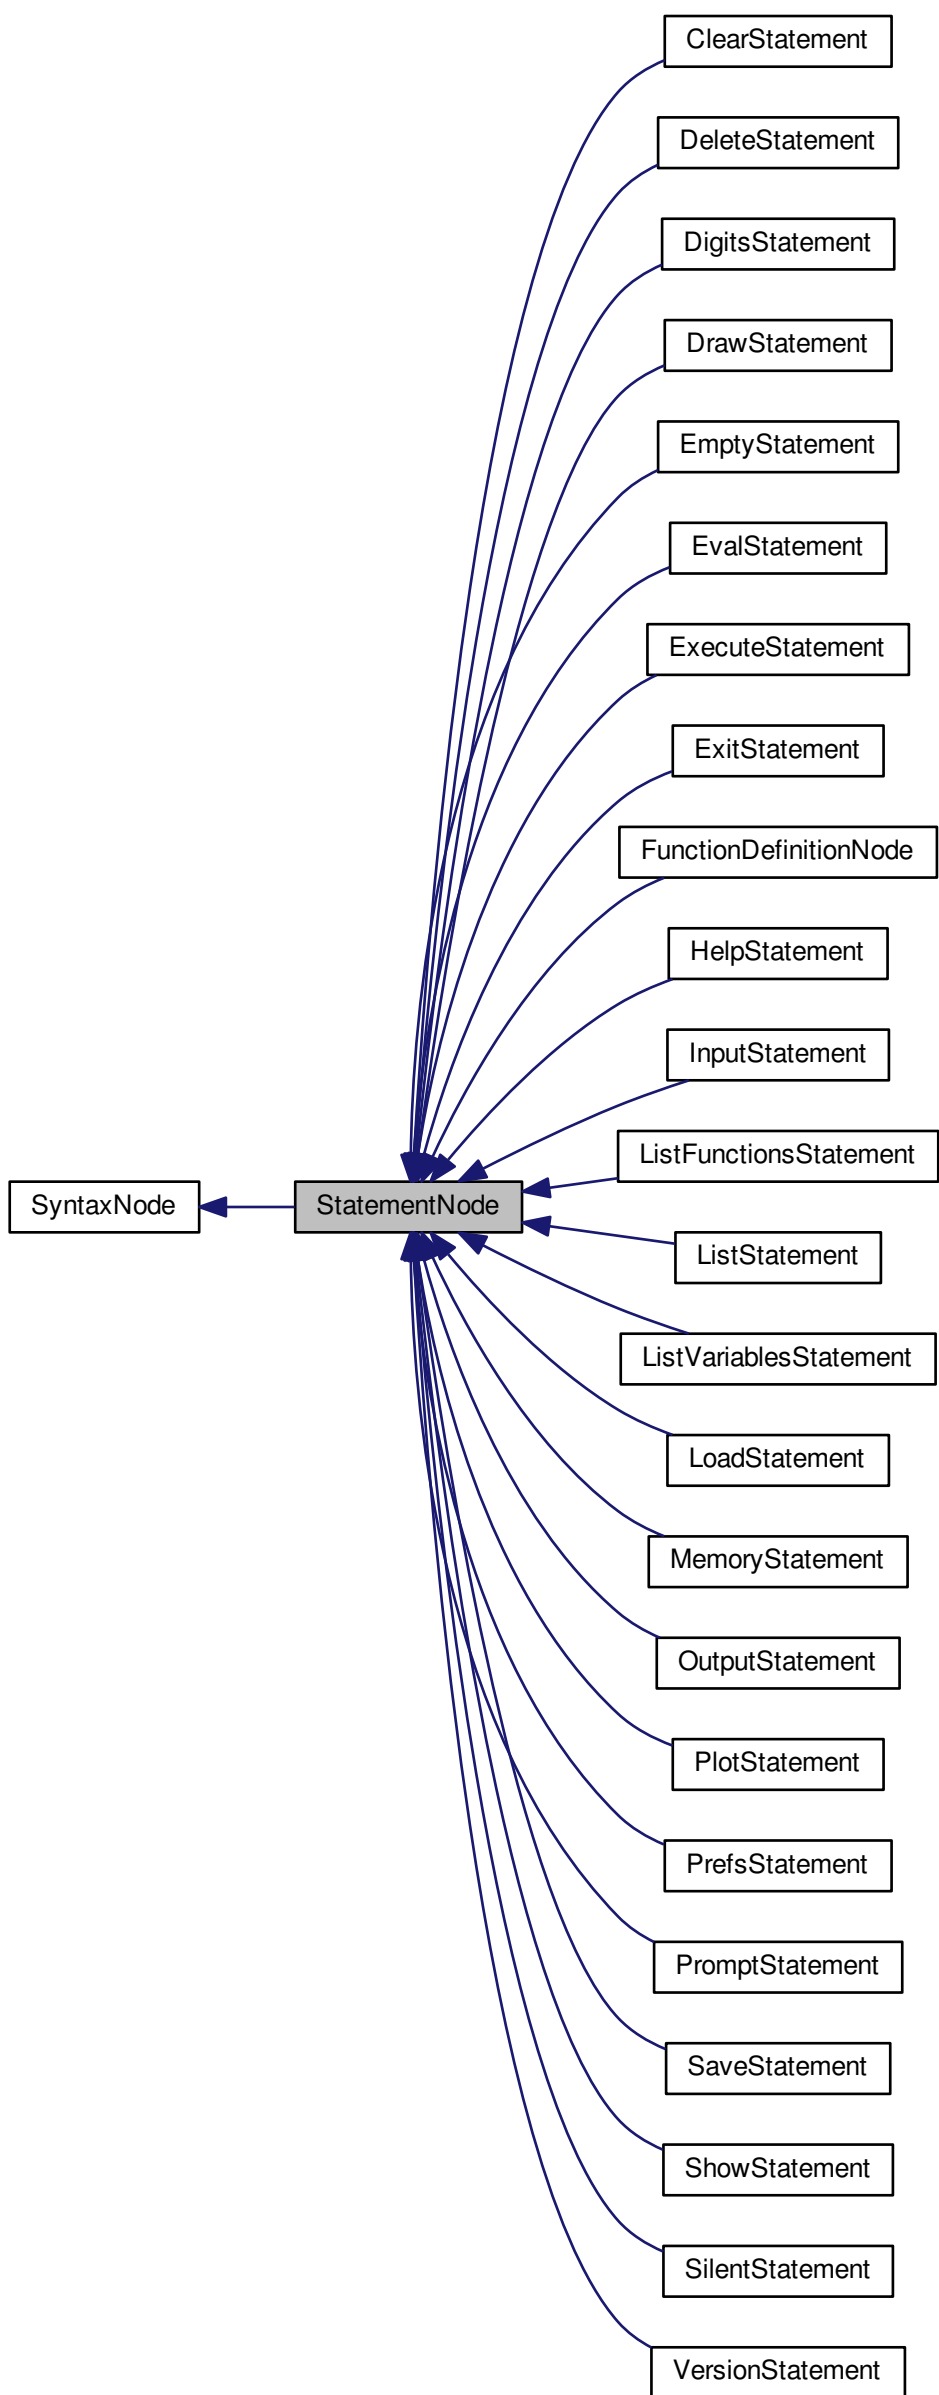 ClearStatement
DeleteStatement
DigitsStatement
DrawStatement
EmptyStatement
EvalStatement
ExecuteStatement
ExitStatement
FunctionDefinitionNode
HelpStatement
InputStatement
ListFunctionsStatement
SyntaxNode
StatementNode
ListStatement
ListVariablesStatement
LoadStatement
MemoryStatement
OutputStatement
PlotStatement
PrefsStatement
PromptStatement
SaveStatement
ShowStatement
SilentStatement
VersionStatement